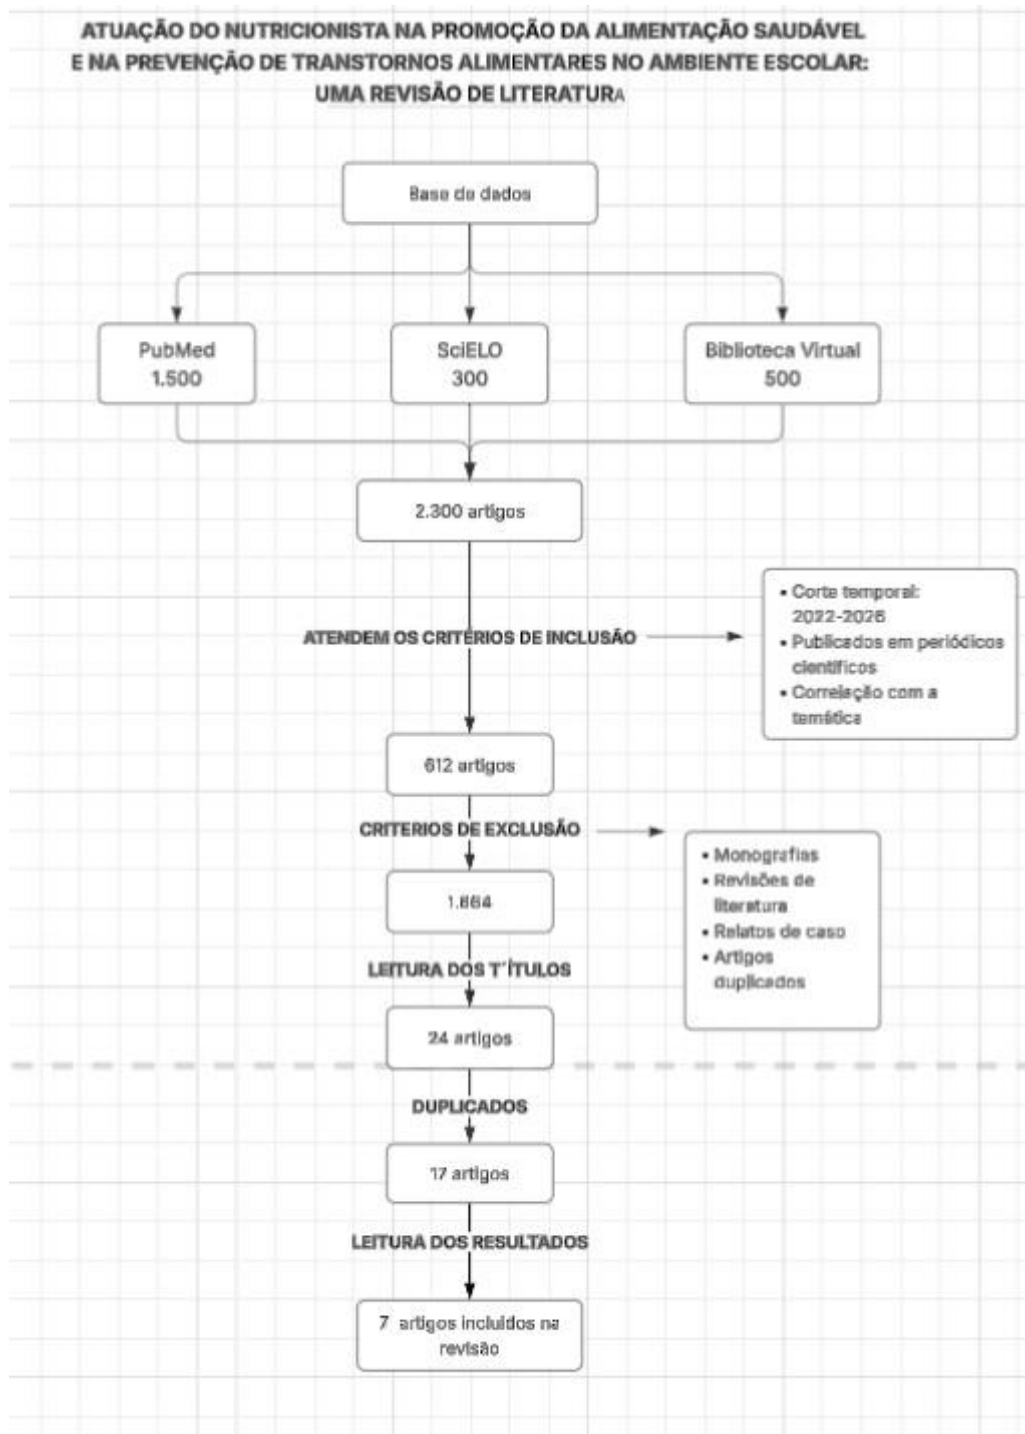 ATUAÇÃO DO NUTRICIONISTA NA PROMOÇÃO DA ALIMENTAÇÃO SAUDÁVEL
E NA PREVENÇÃO DE TRANSTORNOS ALIMENTARES NO AMBIENTE ESCOLAR:
UMA REVISÃO DE LITERATURA
Base de dados
PubMed
1.500
SciELO
300
Biblioteca Virtual
500
2.300 artigos
ATENDEM OS CRITÉRIOS DE INCLUSÃO
• Corte temporal:
2022-2026
• Publicados em periódicos
científicos
• Correlação com a
temática
612 artigos
CRITERIOS DE EXCLUSÃO
• Monografias
• Revisões de
literatura
• Relatos de caso
• Artigos
duplicados
1.664
LEITURA DOS T´ÍTULOS
24 artigos
DUPLICADOS
17 artigos
LEITURA DOS RESULTADOS
7 artigos incluídos na
revisão